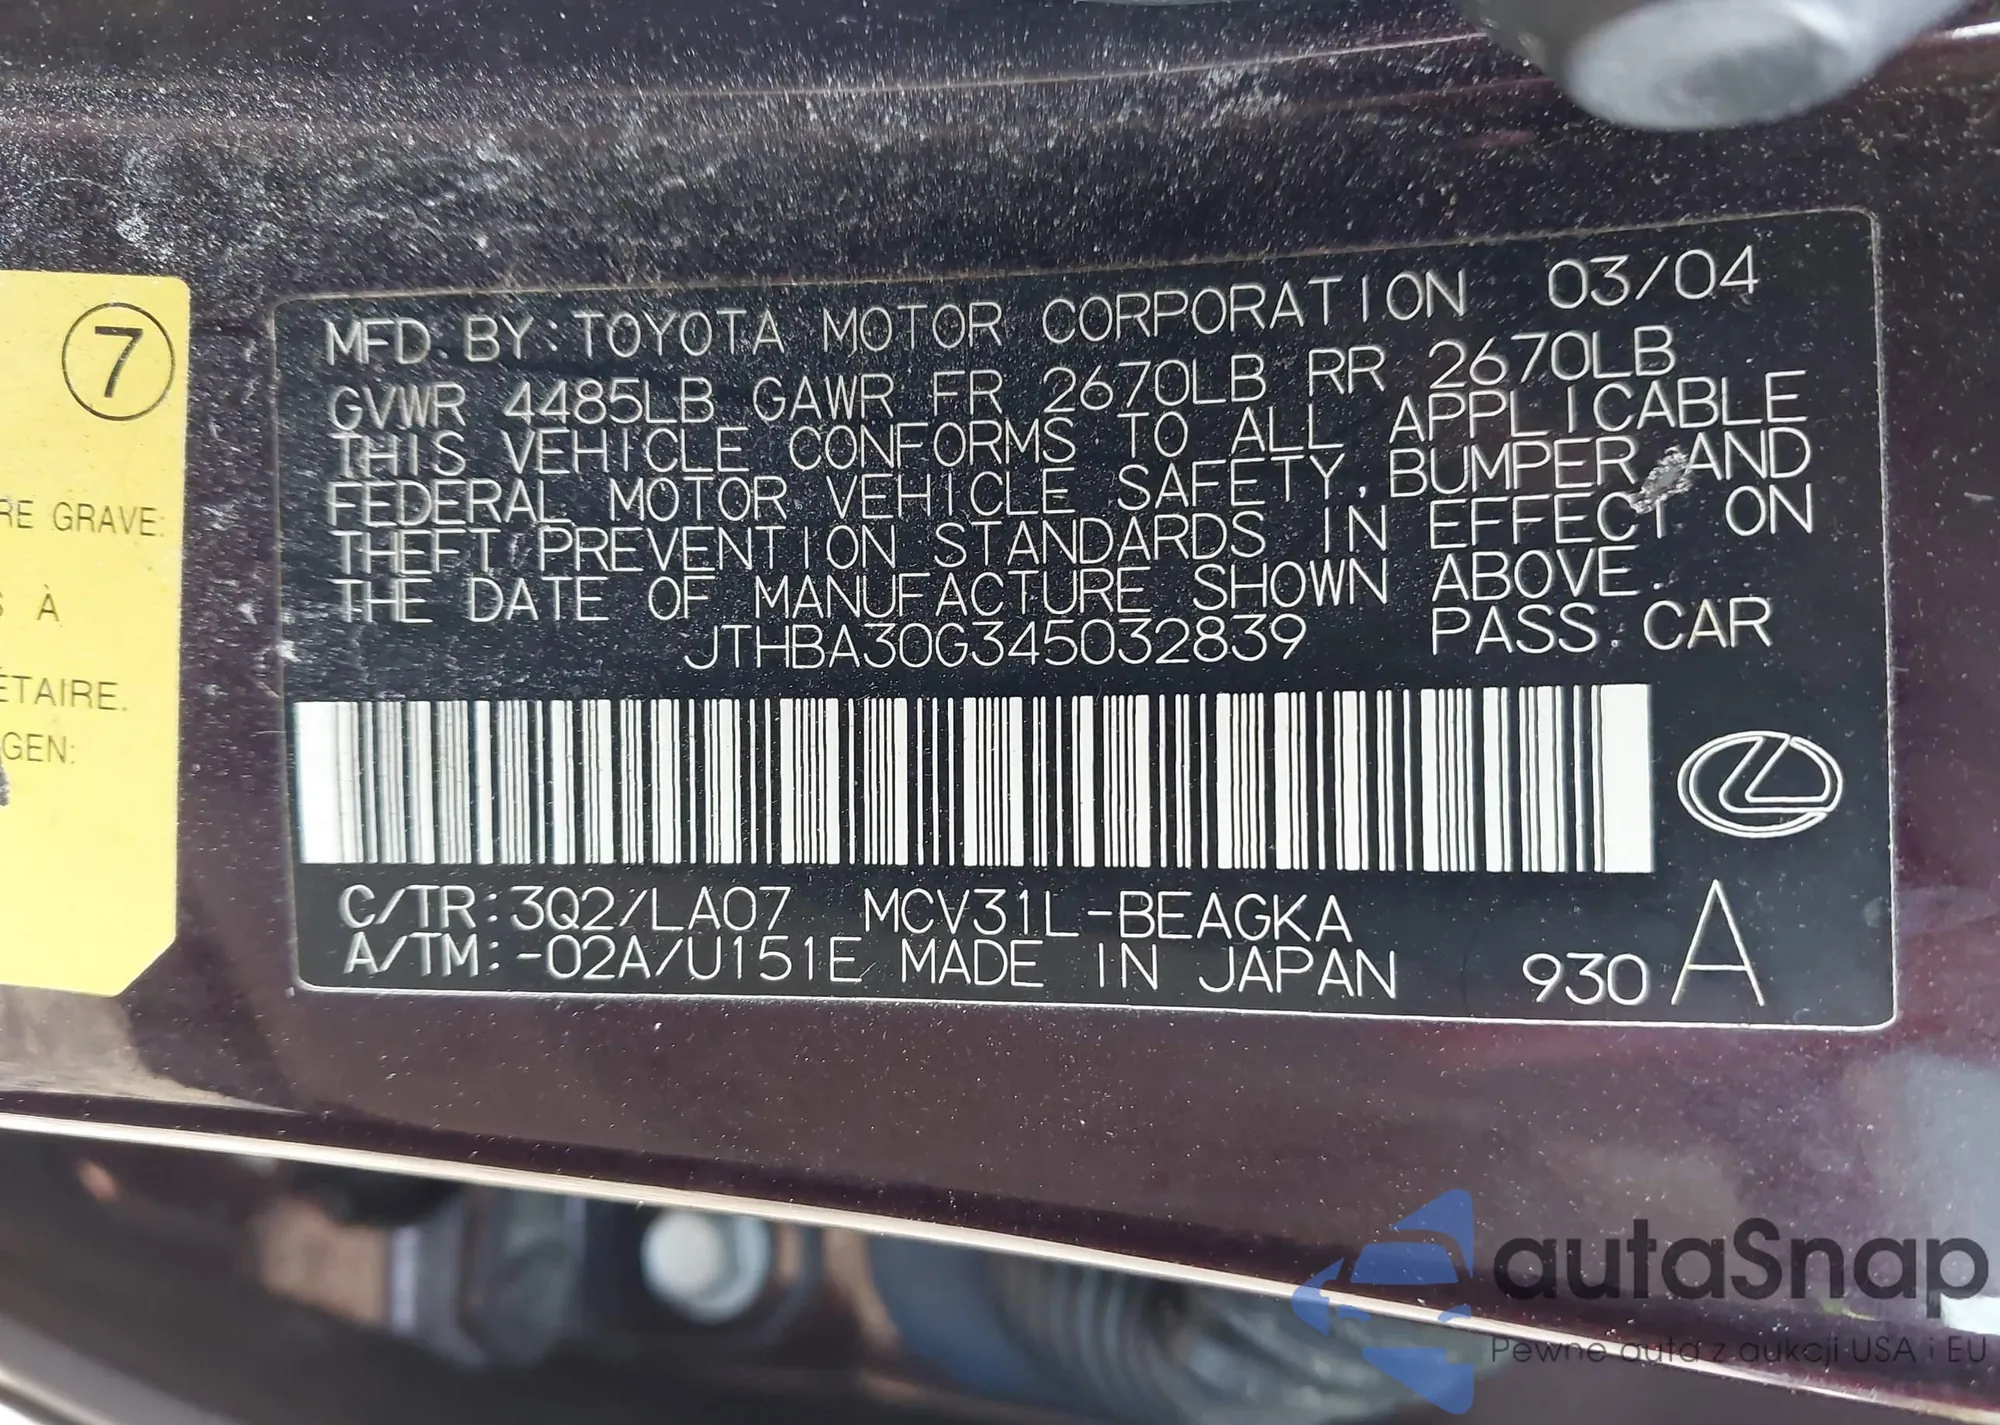 7
RE GRAVE:
S À
ÉTAIRE.
GEN:
MFD. BY: TOYOTA MOTOR CORPORATION 03/04
GVWR 4485LB GAWR FR 2670LB RR 2670LB
THIS VEHICLE CONFORMS TO ALL APPLICABLE
FEDERAL MOTOR VEHICLE SAFETY, BUMPER AND
THEFT PREVENTION STANDARDS IN EFFECT ON
THE DATE OF MANUFACTURE SHOWN ABOVE.
JTHBA30G345032839 PASS. CAR
C/TR: 3Q2/LA07 MCV31L-BEAGKA
A/TM: -02A/U151E MADE IN JAPAN 930 A
autaSnap
Pewne auta z aukcji USA i EU